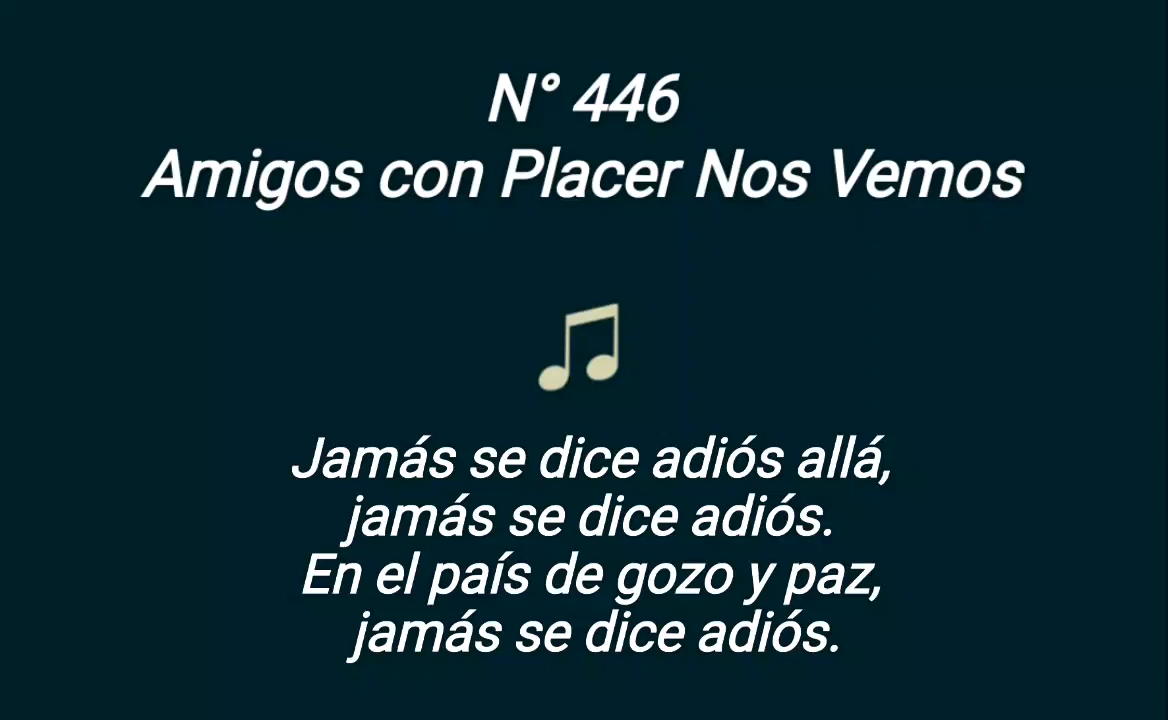 N° 446
Amigos con Placer Nos Vemos
Jamás se dice adiós allá,
jamás se dice adiós.
En el país de gozo y paz,
jamás se dice adiós.